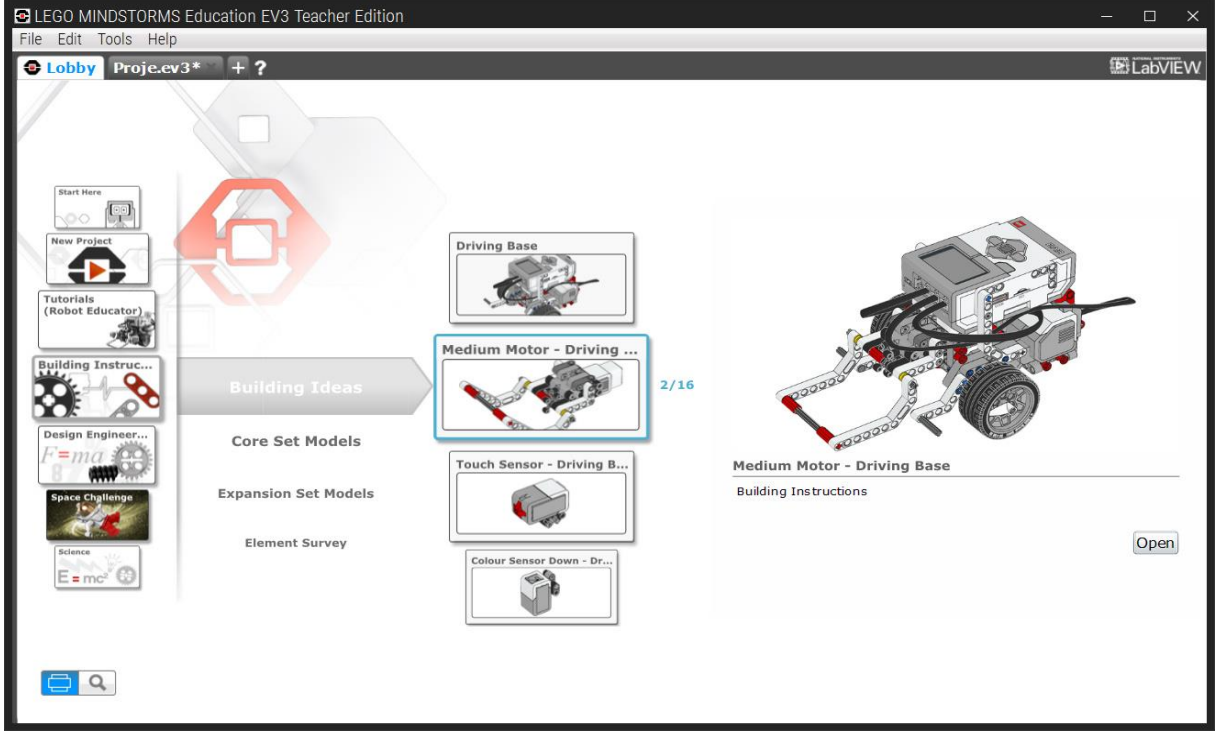 LEGO MINDSTORMS Education EV3 Teacher Edition
File Edit Tools Help
Lobby Proje.ev3* + ?
NATIONAL INSTRUMENTS
LabVIEW
Start Here
New Project
Tutorials
(Robot Educator)
Building Instruc...
Design Engineer...
F=ma
Space Challenge
Science
E = mc²
Building Ideas
Core Set Models
Expansion Set Models
Element Survey
Driving Base
Medium Motor - Driving ...
2/16
Touch Sensor - Driving B...
Colour Sensor Down - Dr...
Medium Motor - Driving Base
Building Instructions
Open